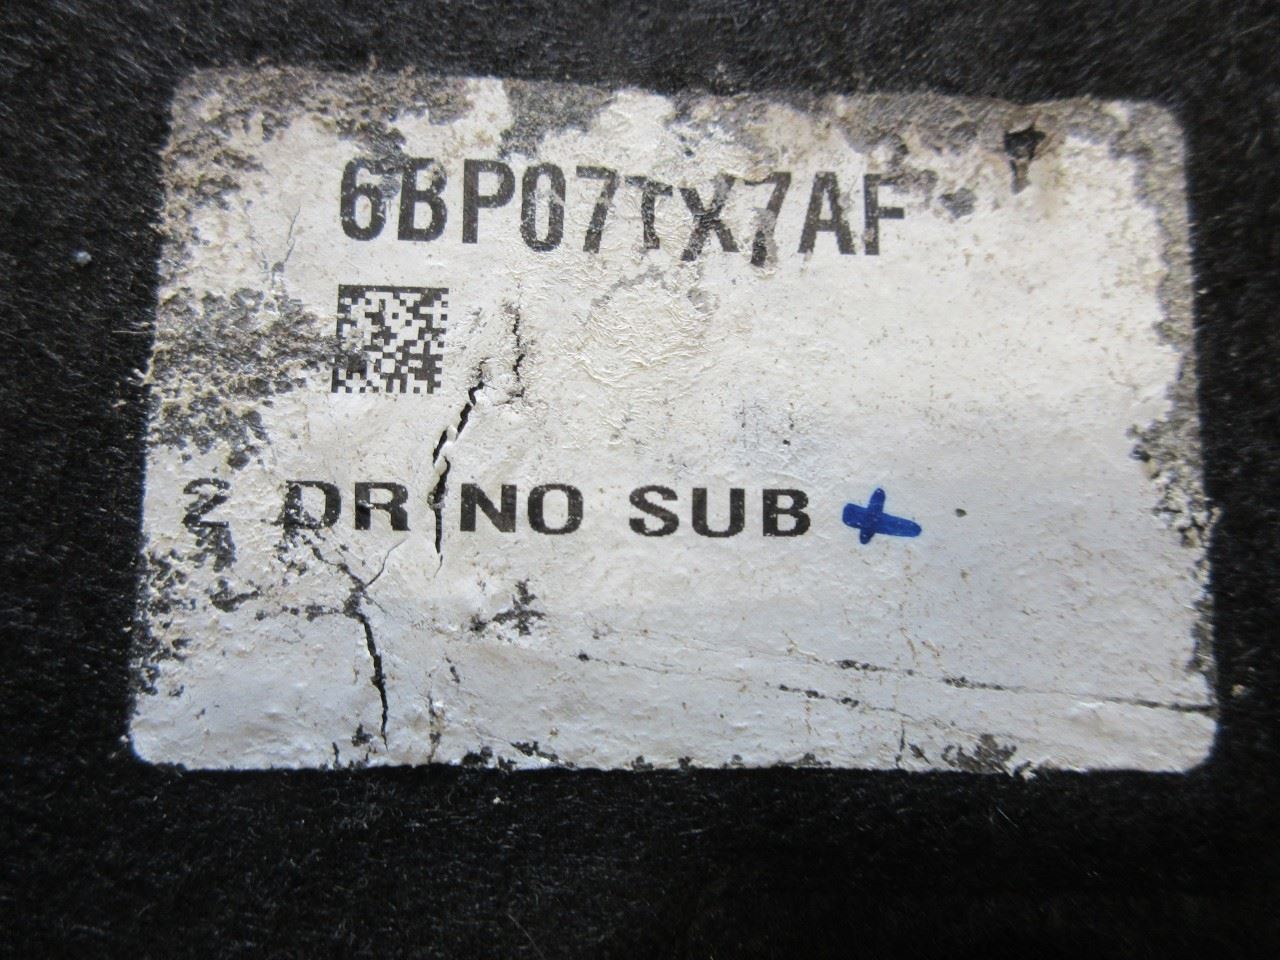 6BP07TX7AF
2 DR NO SUB